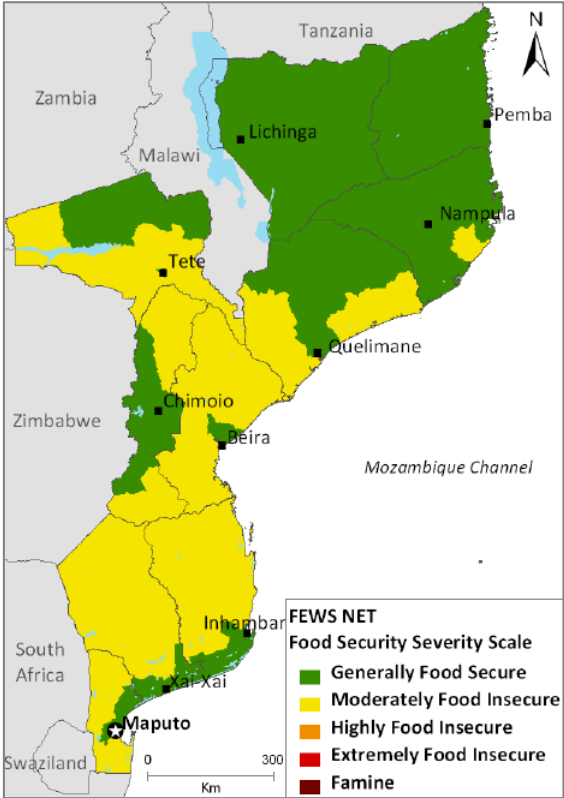 Tanzania
N
Zambia
Pemba
Lichinga
Malawi
Nampula
Tete
Quelimane
Chimoio
Zimbabwe
Beira
Mozambique Channel
Inhambar
South
Africa
Xai-Xai
Maputo
Swaziland
0 300
Km
FEWS NET
Food Security Severity Scale
Generally Food Secure
Moderately Food Insecure
Highly Food Insecure
Extremely Food Insecure
Famine